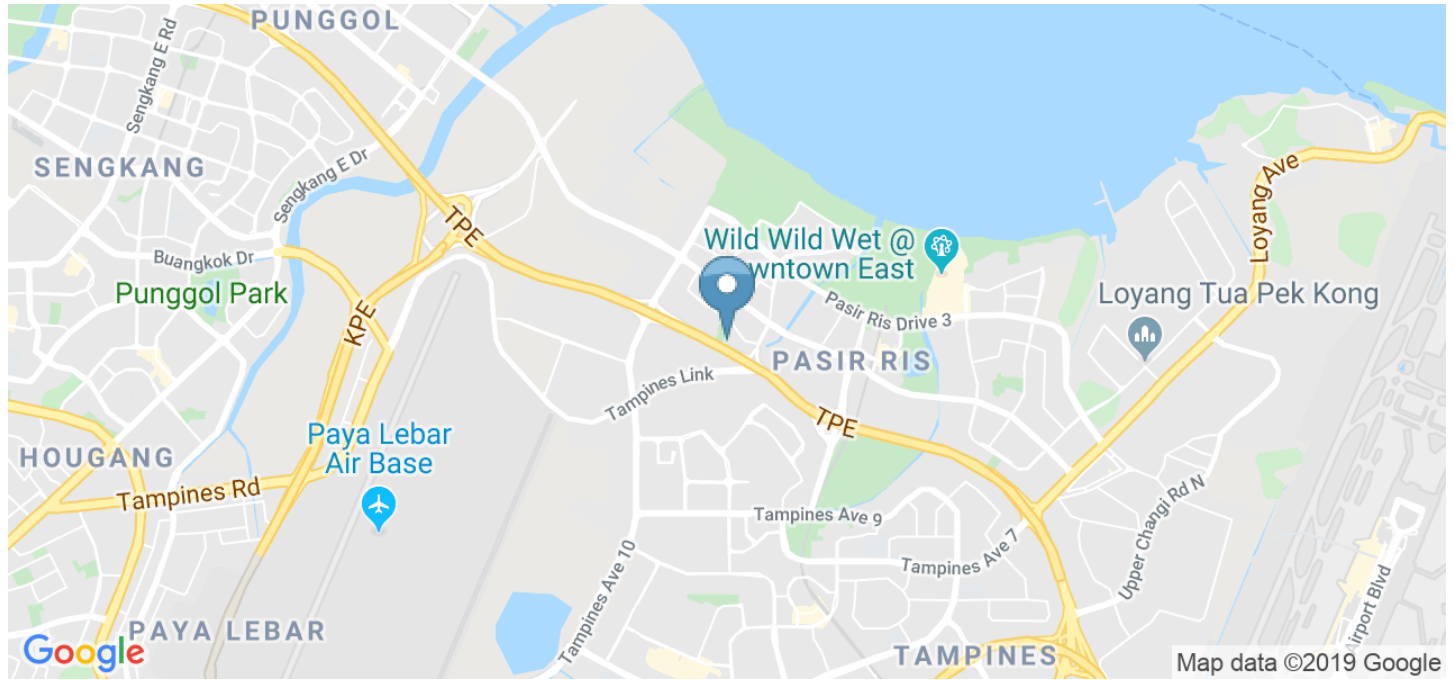 PUNGGOL
Sengkang E Rd
SENGKANG
Sengkang E Dr
TPE
Buangkok Dr
Punggol Park
KPE
Wild Wild Wet @
wntown East
Pasir Ris Drive 3
Loyang Ave
Loyang Tua Pek Kong
PASIR RIS
Tampines Link
TPE
Paya Lebar
Air Base
HOUGANG
Tampines Rd
Tampines Ave 9
Tampines Ave 7
Upper Changi Rd N
Tampines Ave 10
Airport Blvd
PAYA LEBAR
TAMPINES
Google
Map data ©2019 Google